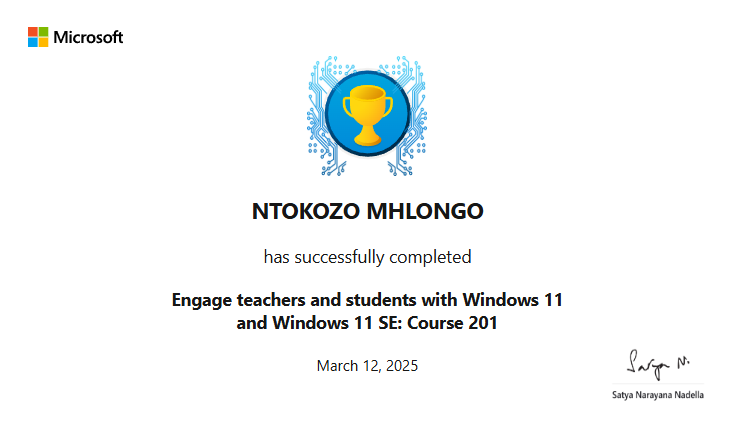 Microsoft
NTOKOZO MHLONGO
has successfully completed
Engage teachers and students with Windows 11
and Windows 11 SE: Course 201
March 12, 2025
Satya N.
Satya Narayana Nadella